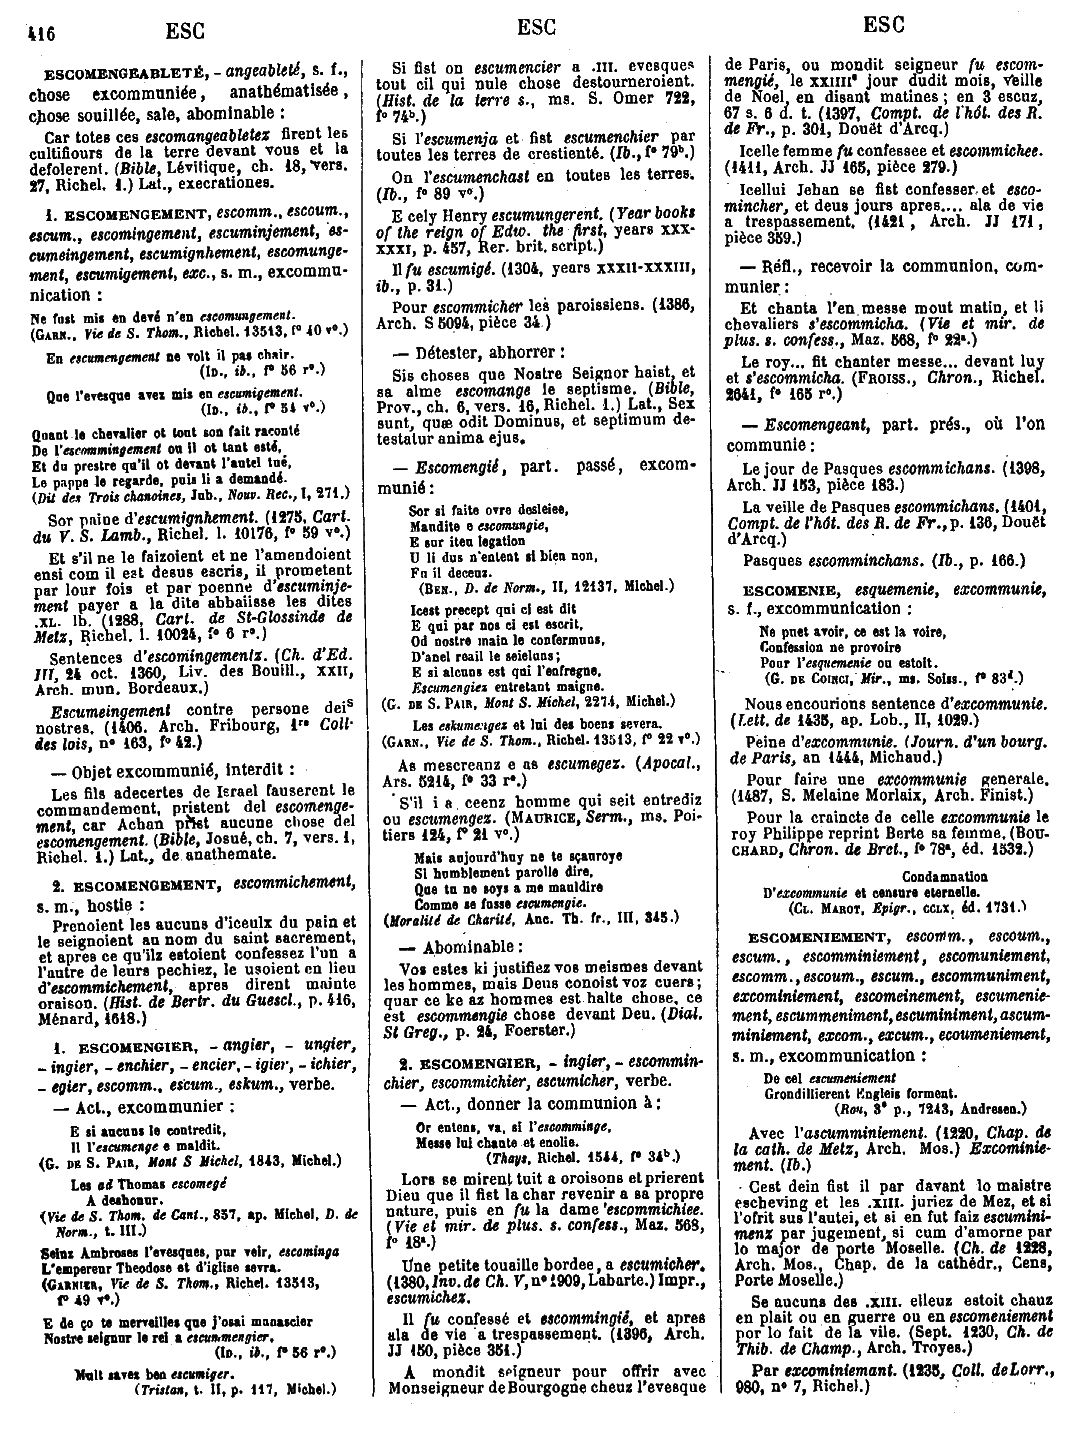 416 ESC ESC ESC
ESCOMENGEABLETÉ, - angeableté, s. f.,
chose excommuniée, anathématisée,
chose souillée, sale, abominable :
Car totes ces escomangeabletez firent les
cultifiours de la terre devant vous et la
defolerent. (Bible, Lévitique, ch. 18, vers.
27, Richel. 1.) Lat., execrationes.
1. ESCOMENGEMENT, escomm., escoum.,
escum., escomingement, escuminjement, es-
cumeingement, escumignhement, escomunge-
ment, escumigement, exc., s. m., excommu-
nication :
Ne fust mis en devé n'en escomungement.
(GARN., Vie de S. Thom., Richel. 13513, f° 40 v°.)
En escumengement ne volt il pas chair.
(ID., ib., f° 56 r°.)
Que l'evesque avez mis en escumigement.
(ID., ib., f° 54 v°.)
Quant le chevalier ot tout son fait raconté
De l'escommingement ou il ot tant esté,
Et du prestre qu'il ot devant l'autel tué,
Le pappe le regarde, puis li a demandé.
(Dit des Trois chanoines, Jub., Nouv. Rec., I, 271.)
Sor paine d'escumignhement. (1275, Cart.
du V. S. Lamb., Richel. l. 10176, f° 59 v°.)
Et s'il ne le faizoient et ne l'amendoient
ensi com il est desus escris, il prometent
par lour fois et par poenne d'escuminje-
ment payer a la dite abbaiisse les dites
.XL. lb. (1288, Cart. de St-Glossinde de
Metz, Richel. l. 10024, f° 6 r°.)
Sentences d'escomingementz. (Ch. d'Ed.
III, 24 oct. 1360, Liv. des Bouill., XXII,
Arch. mun. Bordeaux.)
Escumeingement contre persone deis
nostres. (1406. Arch. Fribourg, 1re Coll.
des lois, n° 163, f° 42.)
— Objet excommunié, interdit :
Les fils adecertes de Israel fauserent le
commandement, pristent del escomenge-
ment, car Achan prist aucune chose del
escomengement. (Bible, Josué, ch. 7, vers. 1,
Richel. 1.) Lat., de anathemate.
2. ESCOMENGEMENT, escommichement,
s. m., hostie :
Prenoient les aucuns d'iceulx du pain et
le seignoient au nom du saint sacrement,
et apres ce qu'ilz estoient confessez l'un a
l'autre de leurs pechiez, le usoient en lieu
d'escommichement, apres dirent mainte
oraison. (Hist. de Bertr. du Guescl., p. 416,
Ménard, 1618.)
1. ESCOMENGIER, - angier, - ungier,
- ingier, - enchier, - encier, - igier, - ichier,
- egier, escomm., escum., eskum., verbe.
— Act., excommunier :
E si aucuns le contredit,
Il l'escumenge e maldit.
(G. DE S. PAIR, Mont S Michel, 1843, Michel.)
Les ad Thomas escomegé
A deshonur.
(Vie de S. Thom. de Cant., 857, ap. Michel, D. de
Norm., t. III.)
Seinz Ambroses l'evesques, pur veir, escominga
L'empereur Theodose et d'iglise sevra.
(GARNIER, Vie de S. Thom., Richel. 13513,
f° 49 v°.)
E de ço te merveilles que j'osai manascier
Nostre seignur le rei a escummengier.
(ID., ib., f° 56 r°.)
Mult savez ben escumiger.
(Tristan, t. II, p. 117, Michel.)
Si fist on escumencier a .III. evesques
tout cil qui nule chose destourneroient.
(Hist. de la terre s., ms. S. Omer 722,
f° 74b.)
Si l'escumenja et fist escumenchier par
toutes les terres de crestienté. (Ib., f° 79b.)
On l'escumenchast en toutes les terres.
(Ib., f° 89 v°.)
E cely Henry escumungerent. (Year books
of the reign of Edw. the first, years XXX-
XXXI, p. 457, Rer. brit. script.)
Il fu escumigé. (1304, years XXXII-XXXIII,
ib., p. 31.)
Pour escommicher les paroissiens. (1386,
Arch. S 5094, pièce 34.)
— Détester, abhorrer :
Sis choses que Nostre Seignor haist, et
sa alme escomange le septisme. (Bible,
Prov., ch. 6, vers. 16, Richel. 1.) Lat., Sex
sunt, quæ odit Dominus, et septimum de-
testatur anima ejus.
— Escomengié, part. passé, excom-
munié :
Sor si faite ovre desleiee,
Maudite e escomungie,
E sur iteu legation
U li dus n'entent si bien non,
Fu il deceuz.
(BEN., D. de Norm., II, 12137, Michel.)
Icest precept qui ci est dit
E qui par nos ci est escrit,
Od nostre main le confermuns,
D'anel reail le seieluns;
E si alcuns est qui l'enfregne,
Escumengiez entretant maigne.
(G. DE S. PAIR, Mont S. Michel, 2274, Michel.)
Les eskumengez et lui des boens severa.
(GARN., Vie de S. Thom., Richel. 13513, f° 22 v°.)
As mescreanz e as escumegez. (Apocal.,
Ars. 5214, f° 33 r°.)
S'il i a ceenz homme qui seit entrediz
ou escumengez. (MAURICE, Serm., ms. Poi-
tiers 124, f° 21 v°.)
Mais aujourd'huy ne te sçauroye
Si humblement parolle dire,
Que tu ne soys a me mauldire
Comme se fusse escumengie.
(Moralité de Charité, Anc. Th. fr., III, 345.)
— Abominable :
Vos estes ki justifiez vos meismes devant
les hommes, mais Deus conoist voz cuers;
quar ce ke az hommes est halte chose, ce
est escommengie chose devant Deu. (Dial.
St Greg., p. 24, Foerster.)
2. ESCOMENGIER, - ingier, - escommin-
chier, escommichier, escumicher, verbe.
— Act., donner la communion à :
Or entens, va, si l'escomminge,
Messe lui chante et enolie.
(Thays, Richel. 1544, f° 34b.)
Lors se mirent tuit a oroisons et prierent
Dieu que il fist la char revenir a sa propre
nature, puis en fu la dame escommichiee.
(Vie et mir. de plus. s. confess., Maz. 568,
f° 18a.)
Une petite touaille bordee, a escumicher.
(1380, Inv. de Ch. V, n° 1909, Labarte.) Impr.,
escumichez.
Il fu confessé et escommingié, et apres
ala de vie a trespassement. (1396, Arch.
JJ 150, pièce 351.)
A mondit seigneur pour offrir avec
Monseigneur de Bourgogne cheux l'evesque
de Paris, ou mondit seigneur fu escom-
mengié, le XXIIIIe jour dudit mois, veille
de Noel, en disant matines; en 3 escuz,
67 s. 6 d. t. (1397, Compt. de l'hôt. des R.
de Fr., p. 301, Douët d'Arcq.)
Icelle femme fu confessee et escommichee.
(1411, Arch. JJ 165, pièce 279.)
Icellui Jehan se fist confesser et esco-
mincher, et deus jours apres.... ala de vie
a trespassement. (1421, Arch. JJ 171,
pièce 359.)
— Réfl., recevoir la communion, com-
munier :
Et chanta l'en messe mout matin, et li
chevaliers s'escommicha. (Vie et mir. de
plus. s. confess., Maz. 568, f° 22a.)
Le roy... fit chanter messe... devant luy
et s'escommicha. (FROISS., Chron., Richel.
2641, f° 165 r°.)
— Escomengeant, part. prés., où l'on
communie :
Le jour de Pasques escommichans. (1398,
Arch. JJ 153, pièce 183.)
La veille de Pasques escommichans. (1401,
Compt. de l'hôt. des R. de Fr., p. 136, Douët
d'Arcq.)
Pasques escomminchans. (Ib., p. 166.)
ESCOMENIE, esquemenie, excommunie,
s. f., excommunication :
Ne puet avoir, ce est la voire,
Confession ne provoire
Pour l'esquemenie ou estoit.
(G. DE COINCI, Mir., ms. Soiss., f° 83d.)
Nous encourions sentence d'excommunie.
(Lett. de 1435, ap. Lob., II, 1029.)
Peine d'excommunie. (Journ. d'un bourg.
de Paris, an 1444, Michaud.)
Pour faire une excommunie generale.
(1487, S. Melaine Morlaix, Arch. Finist.)
Pour la craincte de celle excommunie le
roy Philippe reprint Berte sa femme. (BOU-
CHARD, Chron. de Bret., f° 78a, éd. 1532.)
Condamnation
D'excommunie et censure eternelle.
(CL. MAROT, Epigr., CCLX, éd. 1731.)
ESCOMENIEMENT, escomm., escoum.,
escum., escomminiement, escomuniement,
escomm., escoum., escum., escommuniment,
excominiement, escomeinement, escumenie-
ment, escummeniment, escuminiment, ascum-
miniement, excom., excum., ecoumeniement,
s. m., excommunication :
De cel escumeniement
Grondillierent Engleis forment.
(Rou, 3e p., 7243, Andresen.)
Avec l'ascumminiement. (1220, Chap. de
la cath. de Metz, Arch. Mos.) Excominie-
ment. (Ib.)
Cest dein fist il par davant lo maistre
escheving et les .XIII. juriez de Mez, et si
l'ofrit sus l'autei, et si en fut faiz escumini-
menz par jugement, si cum d'amorne par
lo major de porte Moselle. (Ch. de 1228,
Arch. Mos., Chap. de la cathédr., Cens,
Porte Moselle.)
Se aucuns des .XIII. elleuz estoit chauz
en plait ou en guerre ou en escomeniement
por lo fait de la vile. (Sept. 1230, Ch. de
Thib. de Champ., Arch. Troyes.)
Par excominiemant. (1235, Coll. de Lorr.,
980, n° 7, Richel.)